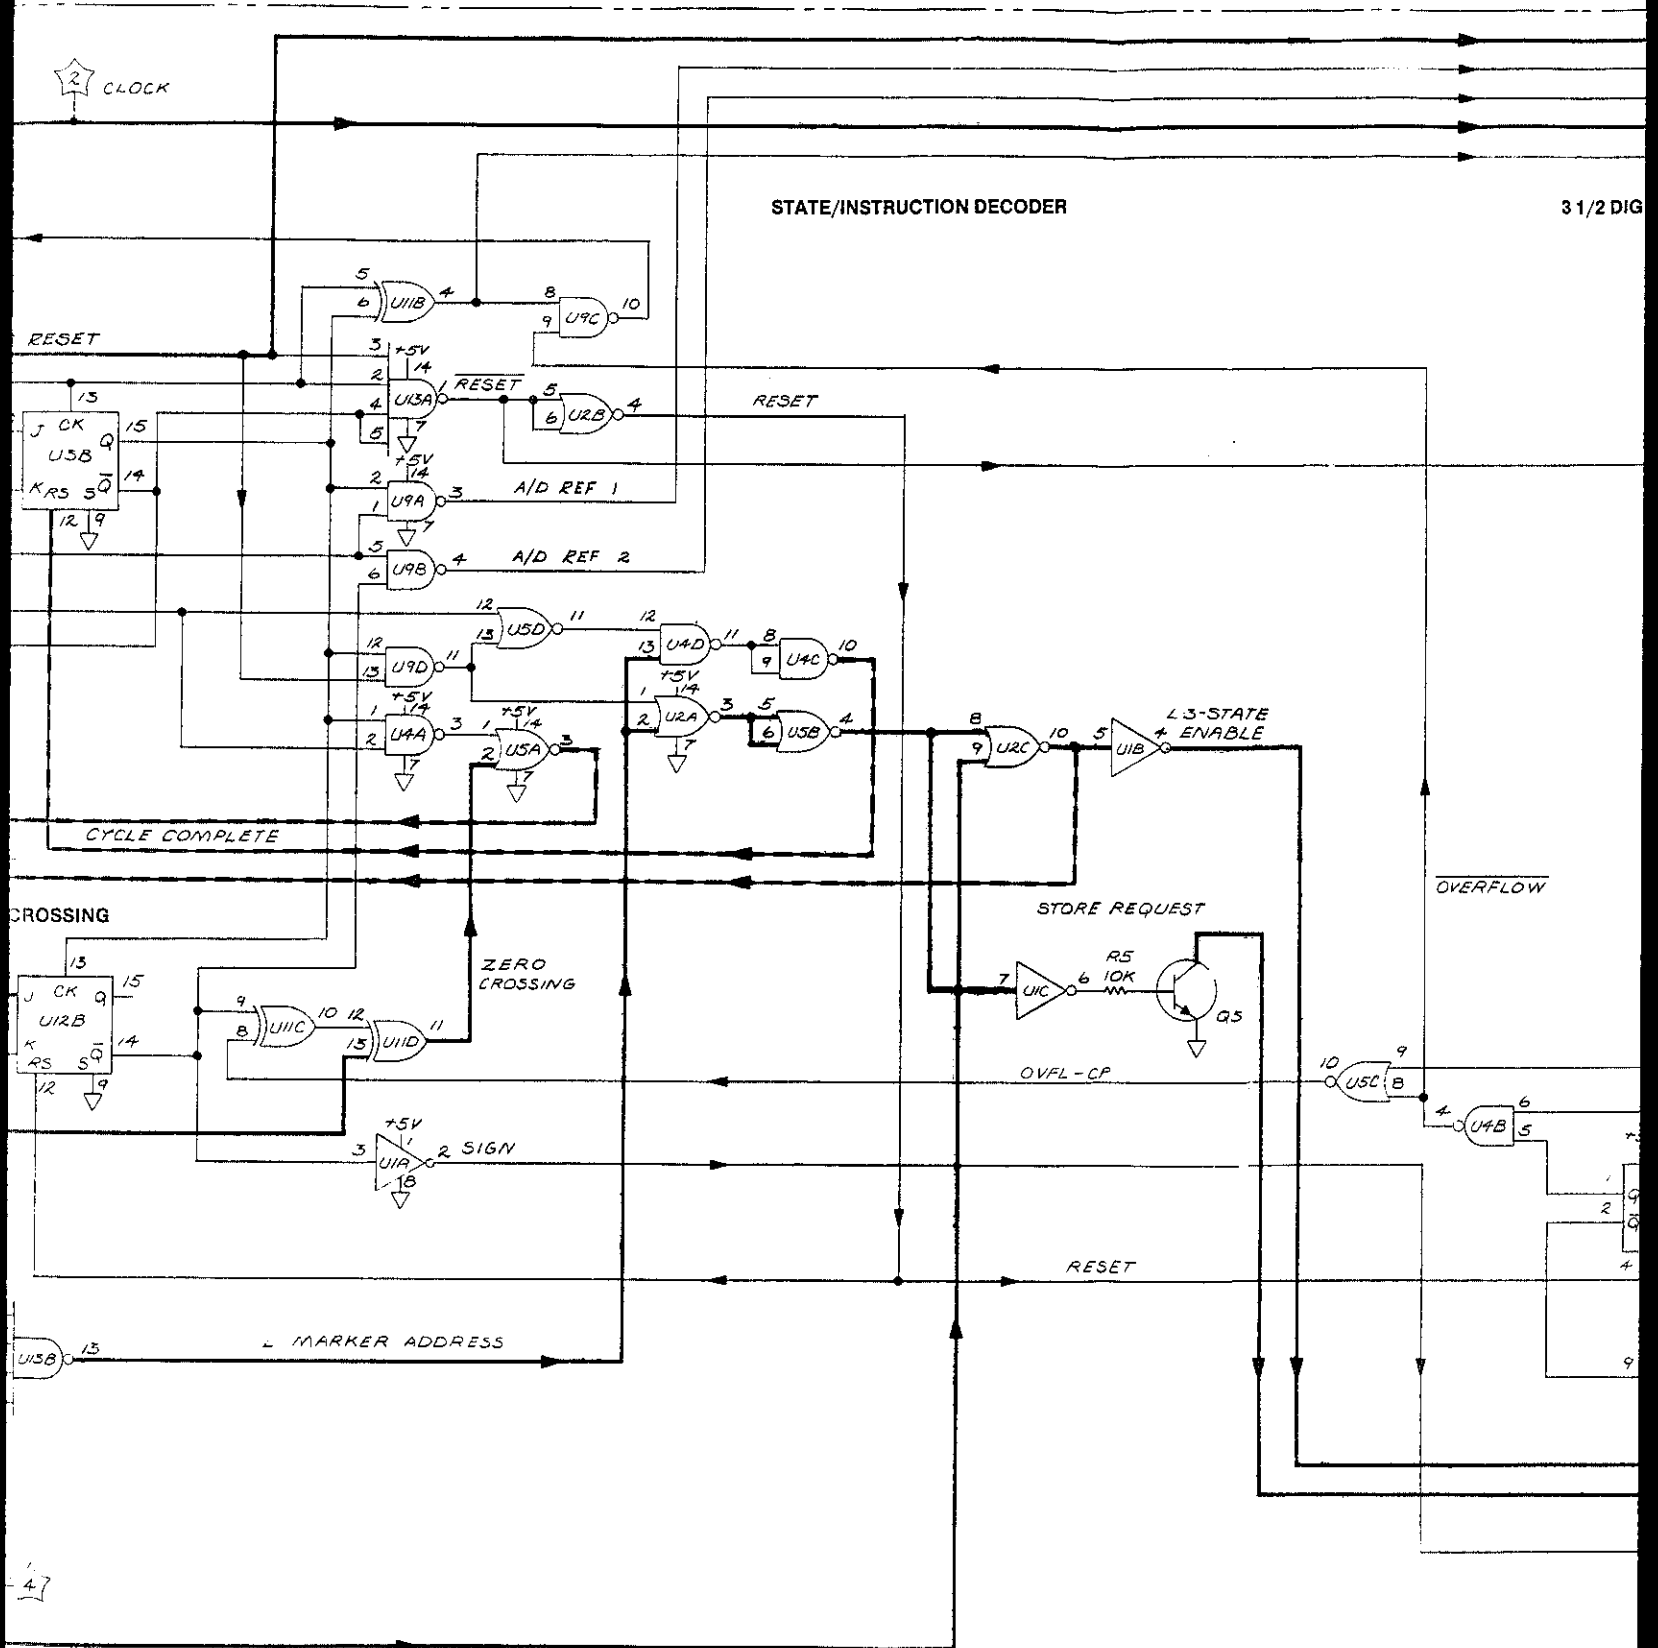 2 CLOCK
STATE/INSTRUCTION DECODER
3 1/2 DIG
5
6 U11B 4
8
9 U9C 10
RESET
3 +5V
14
2
4 U13A 1 RESET
5 7
5
6 U2B 4 RESET
13
J CK Q 15
U3B
K RS S Q 14
12 9
+5V
14
2
1 U9A 3 A/D REF 1
7
5
6 U9B 4 A/D REF 2
12
13 U5D 11
12
13 U4D 11
8
9 U4C 10
12
13 U9D 11
+5V
14
1
2 U4A 3
7
+5V
14
1
2 U5A 3
7
+5V
14
1
2 U2A 3
7
5
6 U5B 4
8
9 U2C 10
5 U1B 4
L 3-STATE
ENABLE
CYCLE COMPLETE
OVERFLOW
CROSSING
STORE REQUEST
ZERO
CROSSING
7 U1C 6
R5
10K
Q5
13
J CK Q 15
U12B
K
RS S Q 14
12 9
9
8 U11C 10
12
13 U11D 11
OVFL-CP
10 U5C 9
8
4 U4B 6
5
+5V
1
3 U1A 2 SIGN
8
1 Q
2 Q
4
RESET
U13B 13
L MARKER ADDRESS
9
4